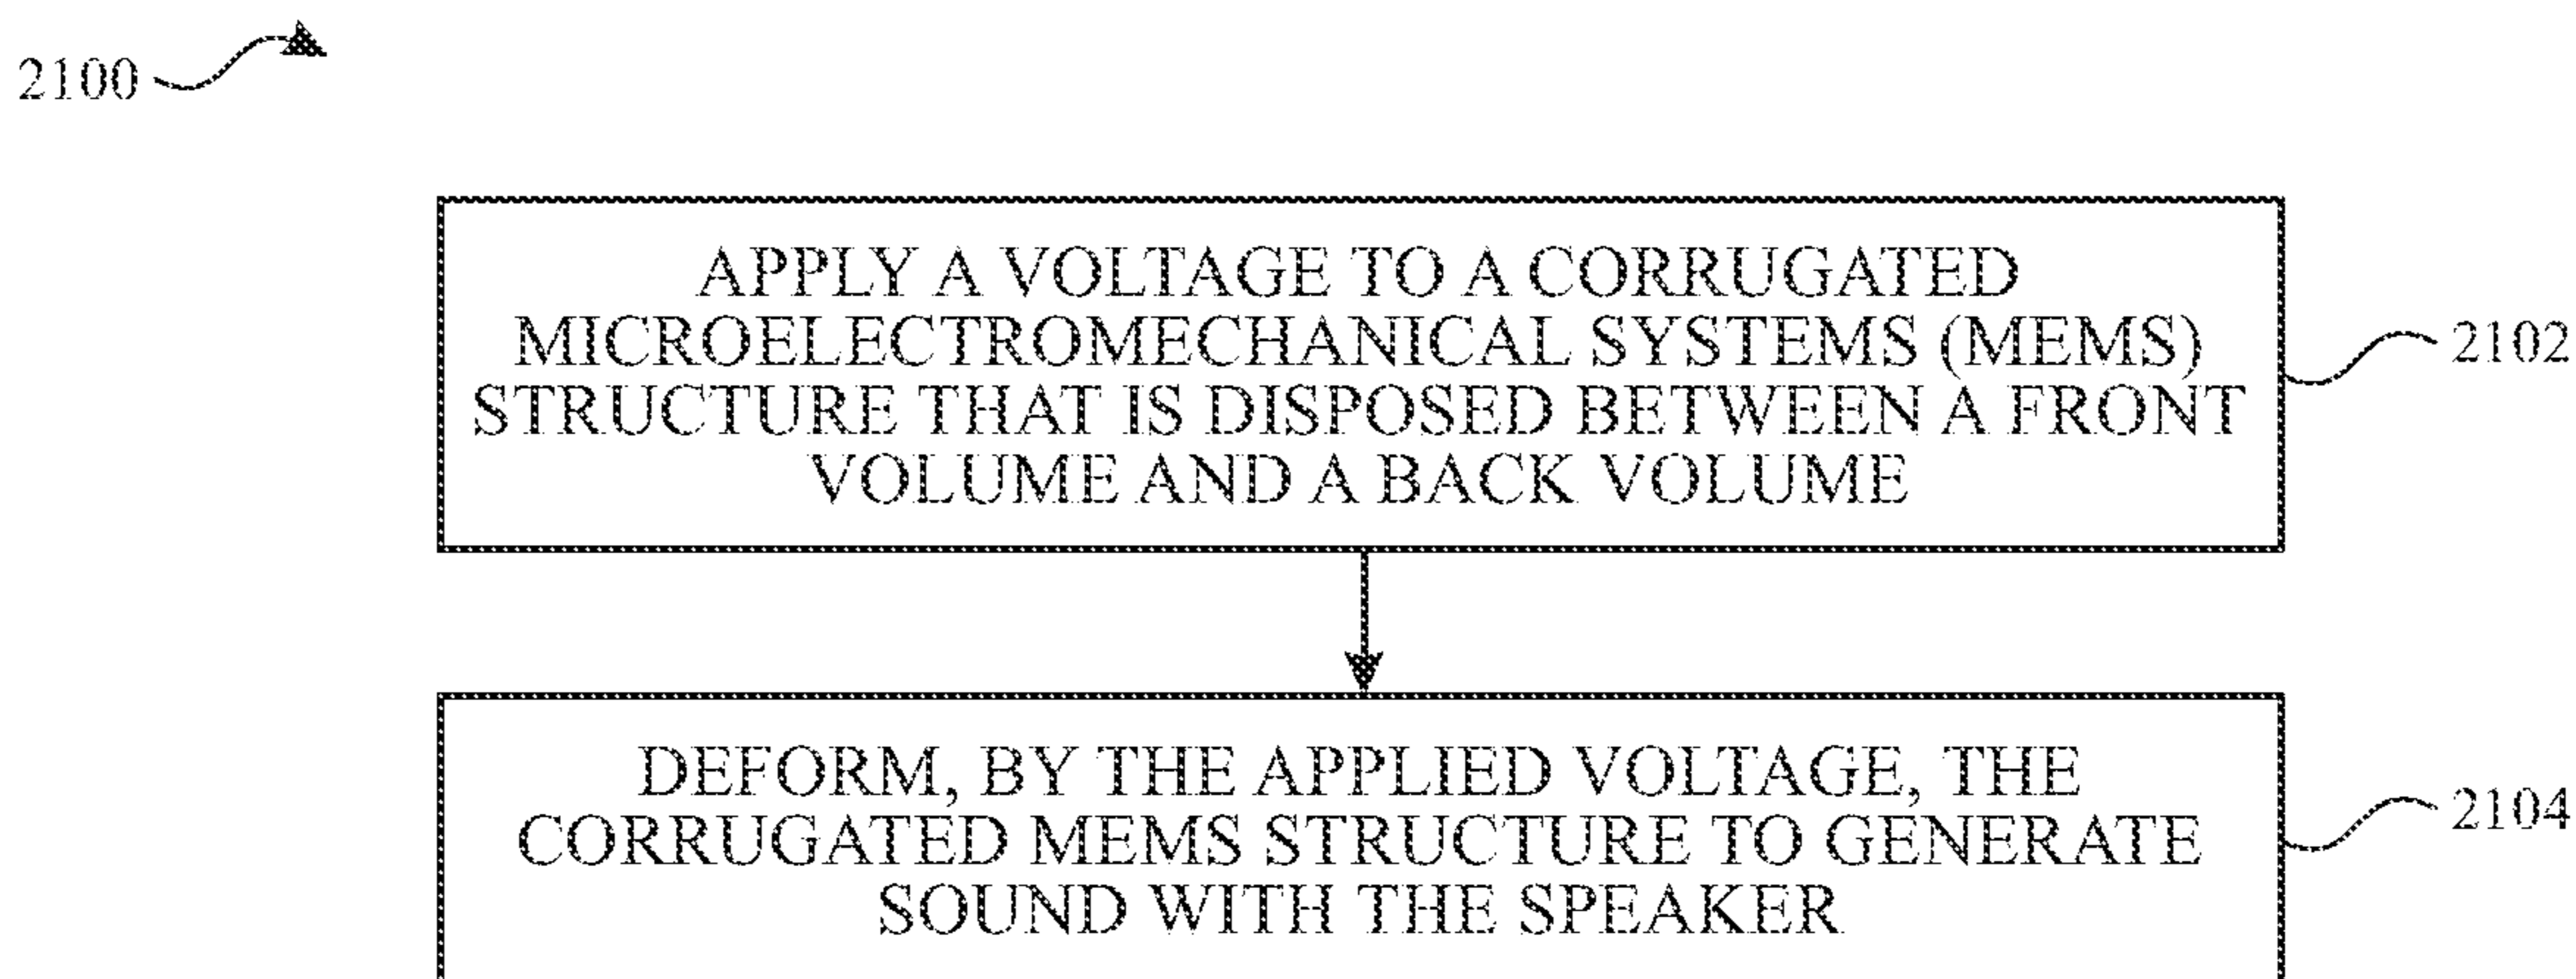 2100
APPLY A VOLTAGE TO A CORRUGATED
MICROELECTROMECHANICAL SYSTEMS (MEMS)
STRUCTURE THAT IS DISPOSED BETWEEN A FRONT
VOLUME AND A BACK VOLUME
2102
DEFORM, BY THE APPLIED VOLTAGE, THE
CORRUGATED MEMS STRUCTURE TO GENERATE
SOUND WITH THE SPEAKER
2104